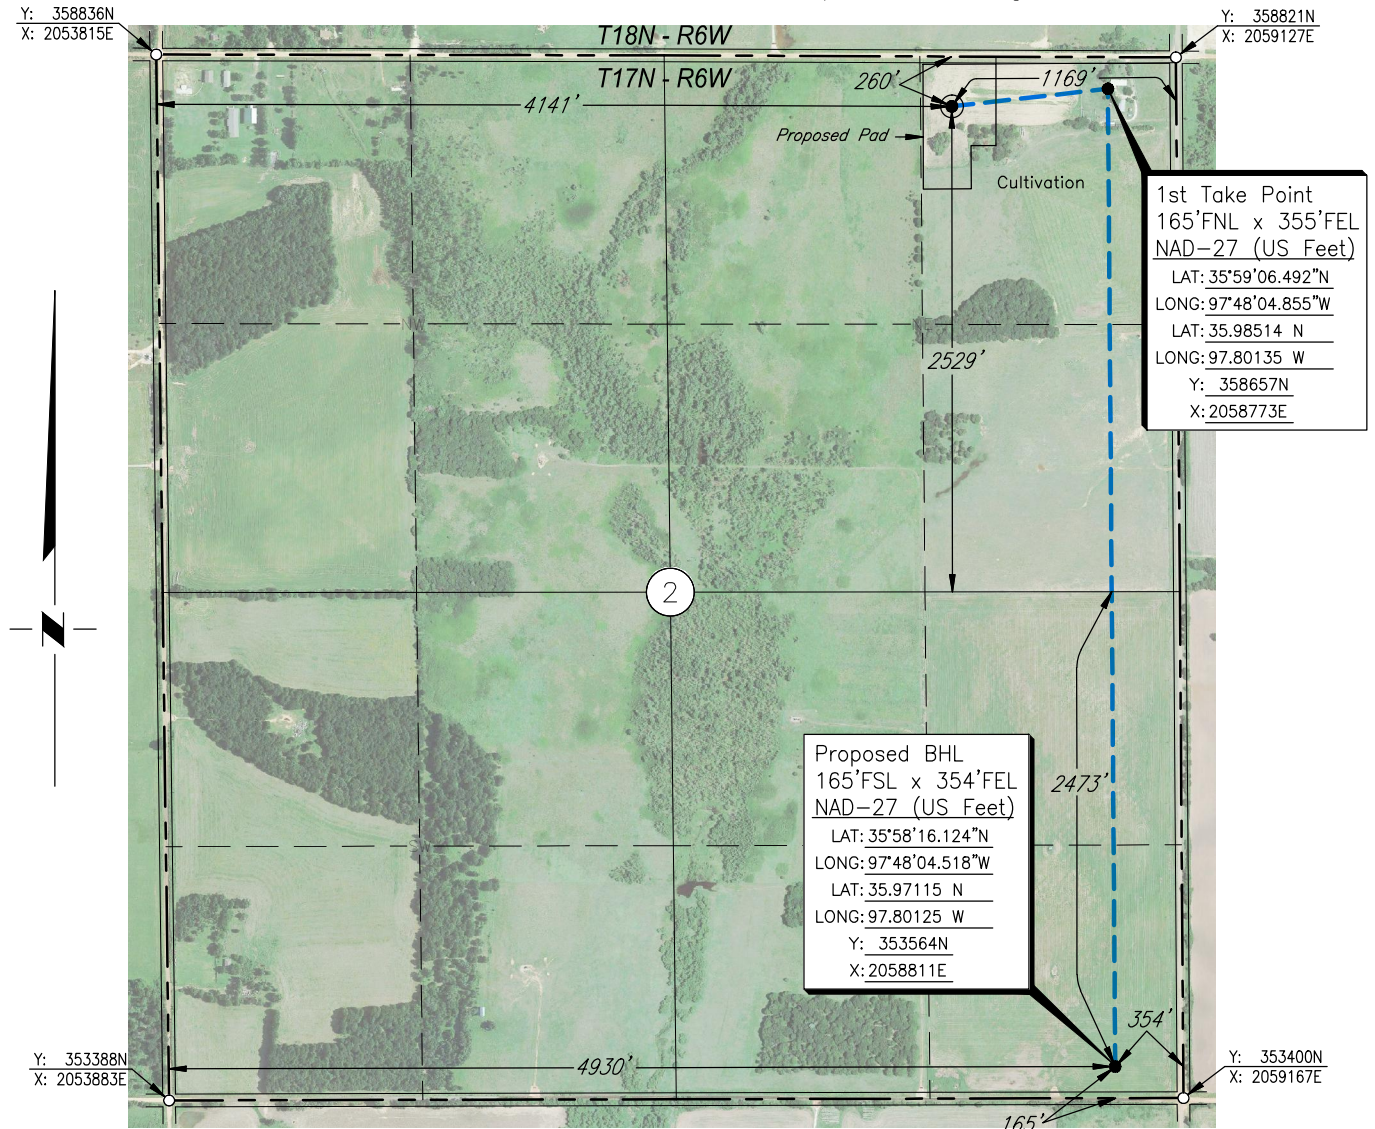 Y: 358836N
X: 2053815E
Y: 358821N
X: 2059127E
T18N - R6W
T17N - R6W
4141'
260'
1169'
Proposed Pad
Cultivation
1st Take Point
165'FNL x 355'FEL
NAD-27 (US Feet)
LAT: 35°59'06.492"N
LONG: 97°48'04.855"W
LAT: 35.98514 N
LONG: 97.80135 W
Y: 358657N
X: 2058773E
2529'
2
N
Proposed BHL
165'FSL x 354'FEL
NAD-27 (US Feet)
LAT: 35°58'16.124"N
LONG: 97°48'04.518"W
LAT: 35.97115 N
LONG: 97.80125 W
Y: 353564N
X: 2058811E
2473'
354'
4930'
165'
Y: 353388N
X: 2053883E
Y: 353400N
X: 2059167E